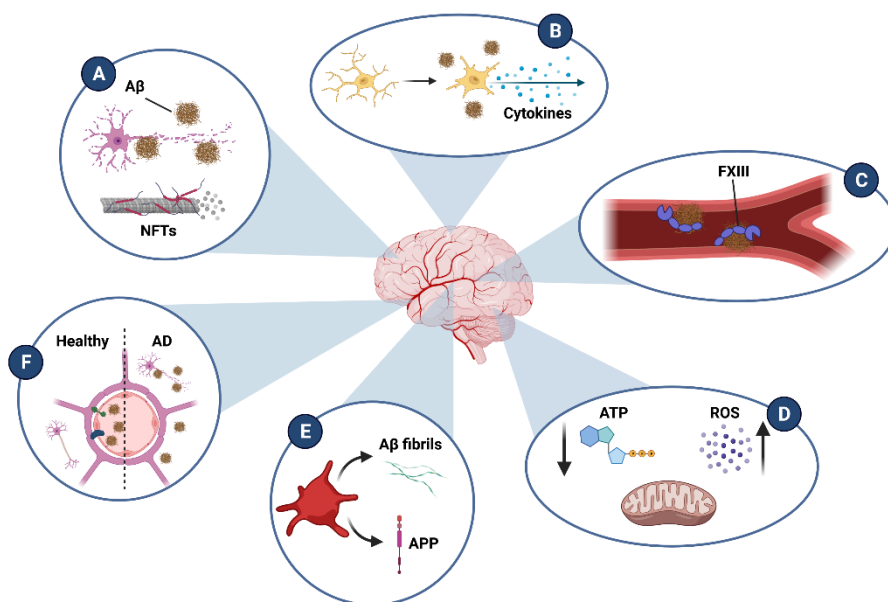 A
Aβ
NFTs
B
Cytokines
C
FXIII
D
ATP
ROS
P
P
P
E
Aβ fibrils
APP
F
Healthy
AD